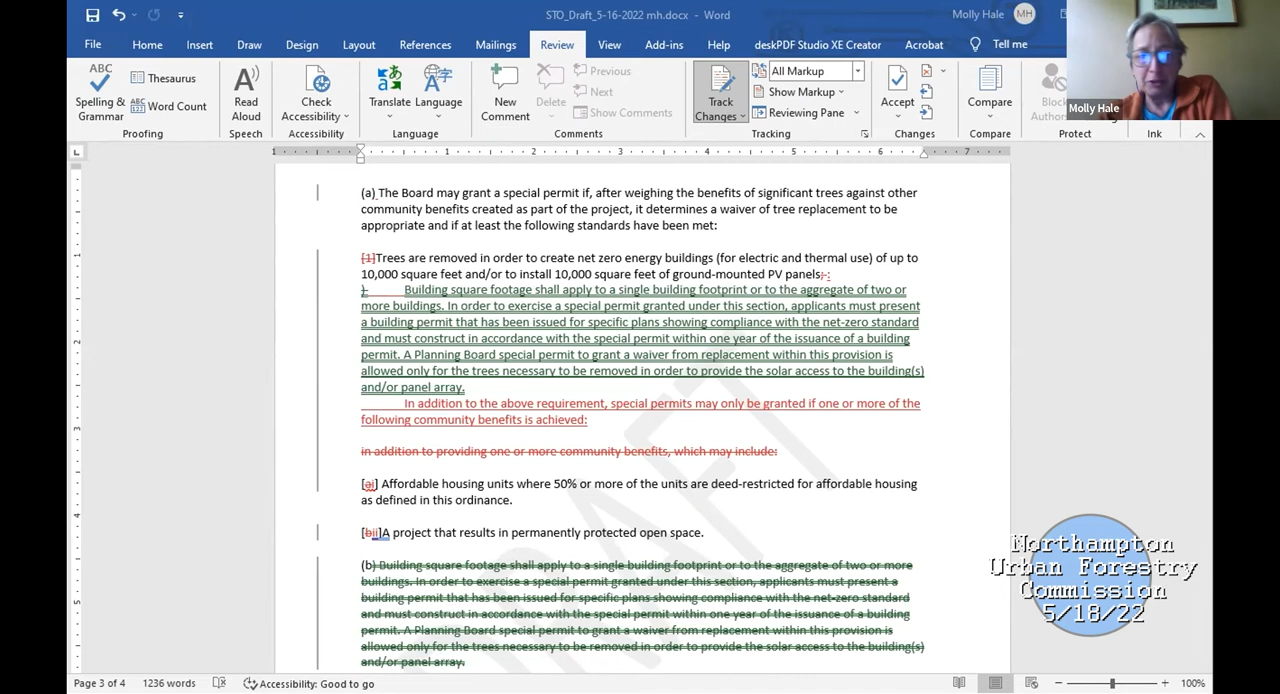 STO_Draft_5-16-2022 mh.docx - Word
Molly Hale MH
File Home Insert Draw Design Layout References Mailings Review View Add-ins Help deskPDF Studio XE Creator Acrobat Tell me
ABC
Spelling &
Grammar
Thesaurus
ABC
123 Word Count
Proofing
Read
Aloud
Speech
Check
Accessibility
Accessibility
Translate
Language
Language
New
Comment
Delete
Previous
Next
Show Comments
Comments
Track
Changes
All Markup
Show Markup
Reviewing Pane
Tracking
Accept
Changes
Compare
Compare
Block
Authors
Protect
Ink
Molly Hale
1 1 2 3 4 5 6 7
(a) The Board may grant a special permit if, after weighing the benefits of significant trees against other
community benefits created as part of the project, it determines a waiver of tree replacement to be
appropriate and if at least the following standards have been met:
[1]Trees are removed in order to create net zero energy buildings (for electric and thermal use) of up to
10,000 square feet and/or to install 10,000 square feet of ground-mounted PV panels; :
). Building square footage shall apply to a single building footprint or to the aggregate of two or
more buildings. In order to exercise a special permit granted under this section, applicants must present
a building permit that has been issued for specific plans showing compliance with the net-zero standard
and must construct in accordance with the special permit within one year of the issuance of a building
permit. A Planning Board special permit to grant a waiver from replacement within this provision is
allowed only for the trees necessary to be removed in order to provide the solar access to the building(s)
and/or panel array.
In addition to the above requirement, special permits may only be granted if one or more of the
following community benefits is achieved:
in addition to providing one or more community benefits, which may include:
[ai] Affordable housing units where 50% or more of the units are deed-restricted for affordable housing
as defined in this ordinance.
[bii]A project that results in permanently protected open space.
(b) Building square footage shall apply to a single building footprint or to the aggregate of two or more
buildings. In order to exercise a special permit granted under this section, applicants must present a
building permit that has been issued for specific plans showing compliance with the net-zero standard
and must construct in accordance with the special permit within one year of the issuance of a building
permit. A Planning Board special permit to grant a waiver from replacement within this provision is
allowed only for the trees necessary to be removed in order to provide the solar access to the building(s)
and/or panel array.
DRAFT
1 2 3 4 5
Northampton
Urban Forestry
Commission
5/18/22
Page 3 of 4 1236 words Accessibility: Good to go 100%